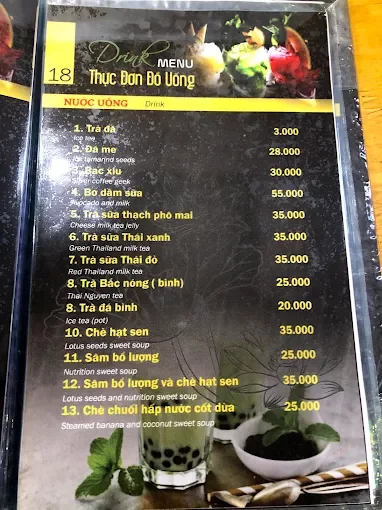 18
Drink MENU
Thực Đơn Đồ Uống
NƯỚC UỐNG Drink
1. Trà đá 3.000
Ice tea
2. Đá me 28.000
Ice tamarind seeds
3. Bạc xỉu 30.000
Silver coffee geek
4. Bơ dầm sữa 55.000
Avocado and milk
5. Trà sữa thạch phô mai 35.000
Cheese milk tea jelly
6. Trà sữa Thái xanh 35.000
Green Thailand milk tea
7. Trà sữa Thái đỏ 35.000
Red Thailand milk tea
8. Trà Bắc nóng ( bình) 25.000
Thái Nguyen tea
8. Trà đá bình 20.000
Ice tea (pot)
10. Chè hạt sen 35.000
Lotus seeds sweet soup
11. Sâm bổ lượng 25.000
Nutrition sweet soup
12. Sâm bổ lượng và chè hạt sen 35.000
Lotus seeds and nutrition sweet soup
13. Chè chuối hấp nước cốt dừa 25.000
Steamed banana and coconut sweet soup